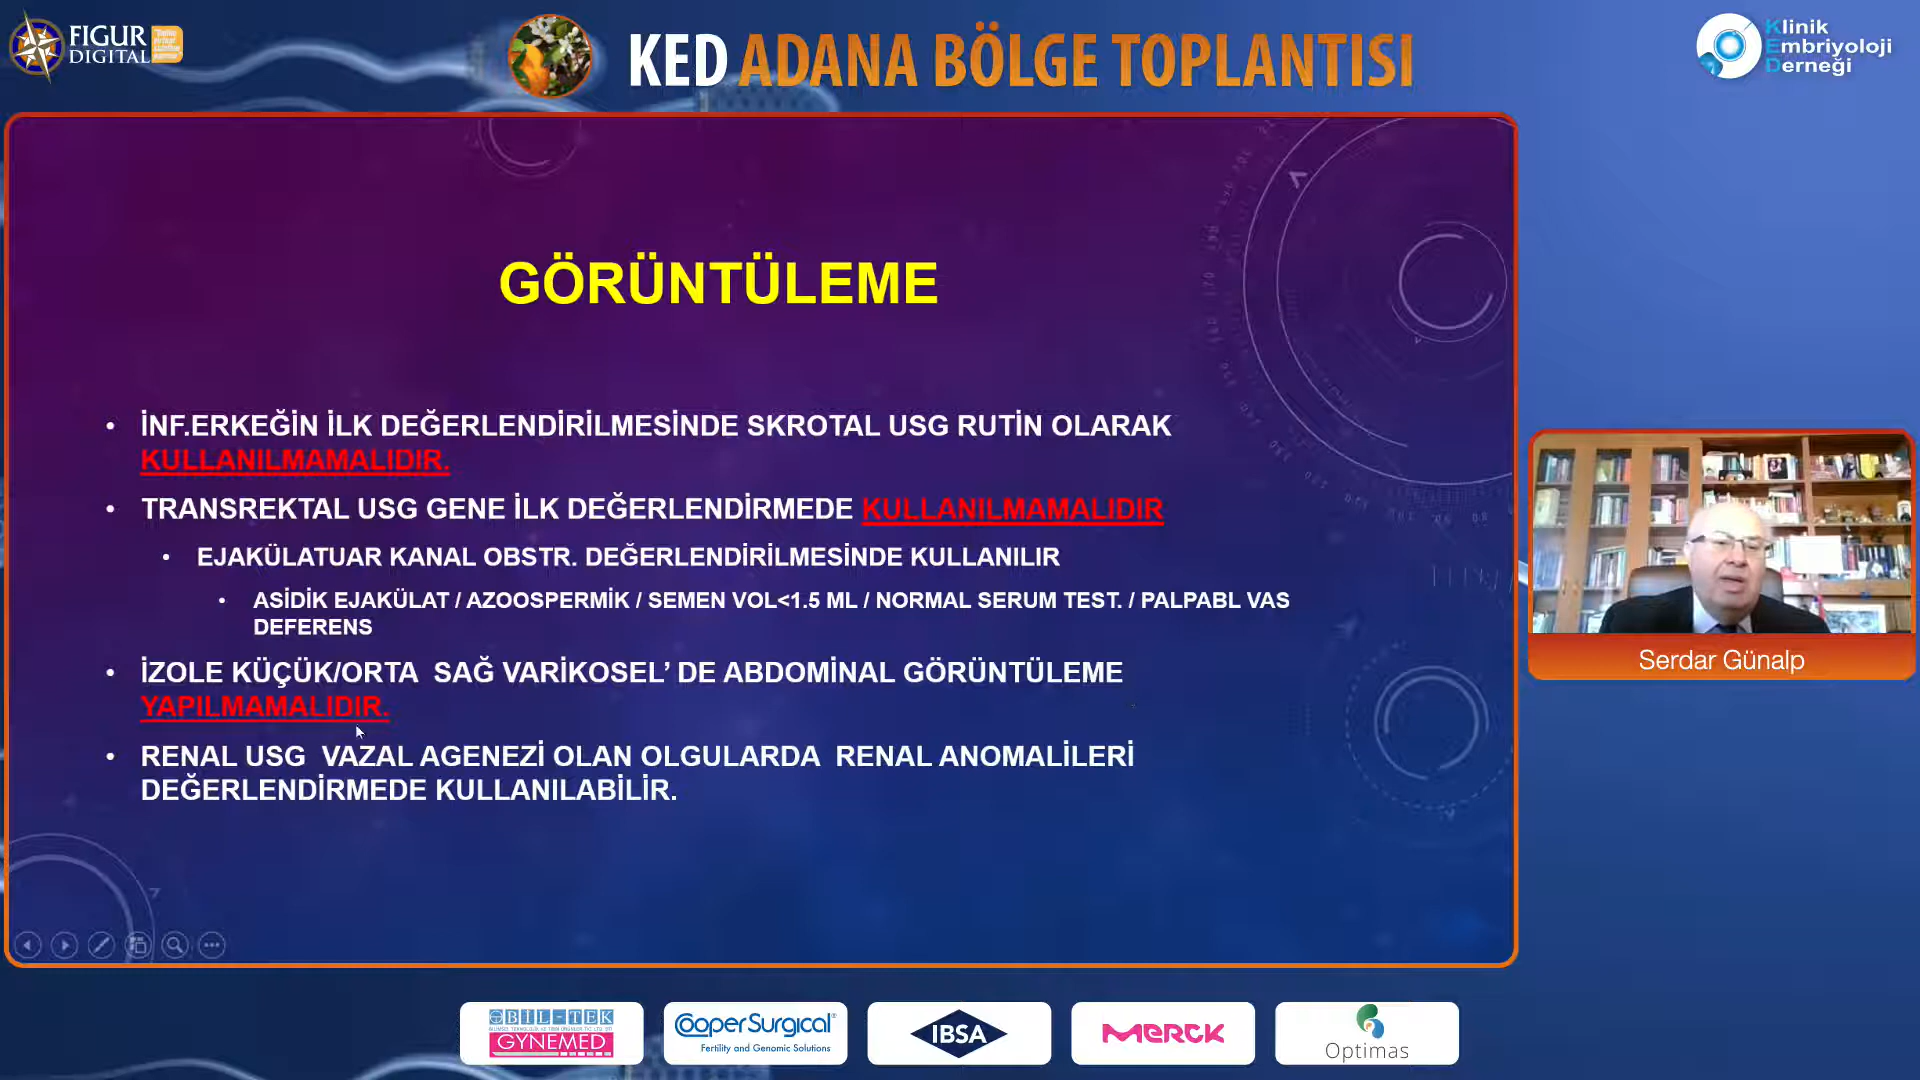 FIGUR
DIGITAL
KED ADANA BÖLGE TOPLANTISI
Klinik
Embriyoloji
Derneği
GÖRÜNTÜLEME
• İNF.ERKEĞİN İLK DEĞERLENDİRİLMESİNDE SKROTAL USG RUTİN OLARAK
KULLANILMAMALIDIR.
• TRANSREKTAL USG GENE İLK DEĞERLENDİRMEDE KULLANILMAMALIDIR
• EJAKÜLATUAR KANAL OBSTR. DEĞERLENDİRİLMESİNDE KULLANILIR
• ASİDİK EJAKÜLAT / AZOOSPERMİK / SEMEN VOL<1.5 ML / NORMAL SERUM TEST. / PALPABL VAS
DEFERENS
• İZOLE KÜÇÜK/ORTA SAĞ VARİKOSEL’ DE ABDOMİNAL GÖRÜNTÜLEME
YAPILMAMALIDIR.
• RENAL USG VAZAL AGENEZİ OLAN OLGULARDA RENAL ANOMALİLERİ
DEĞERLENDİRMEDE KULLANILABİLİR.
Serdar Günalp
BİL-TEK
GYNEMED
CooperSurgical®
Fertility and Genomic Solutions
IBSA
MERCK
Optimas